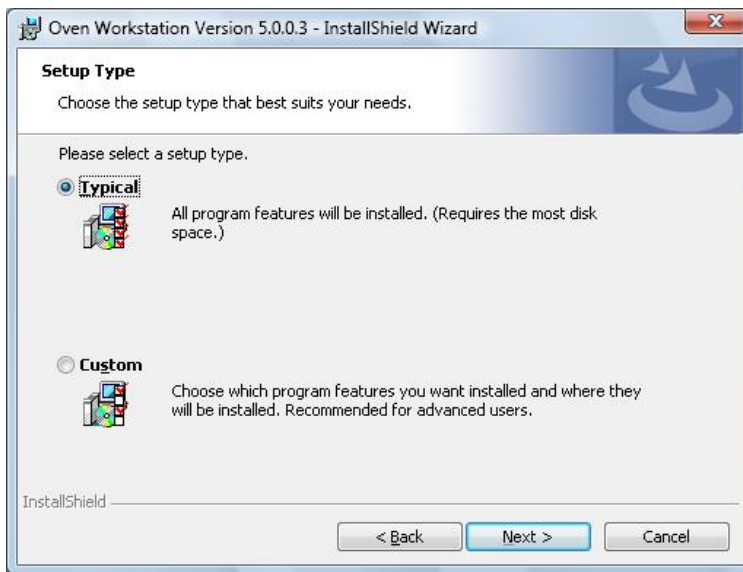 Oven Workstation Version 5.0.0.3 - InstallShield Wizard
Setup Type
Choose the setup type that best suits your needs.
Please select a setup type.
Typical
All program features will be installed. (Requires the most disk
space.)
Custom
Choose which program features you want installed and where they
will be installed. Recommended for advanced users.
InstallShield
< Back
Next >
Cancel